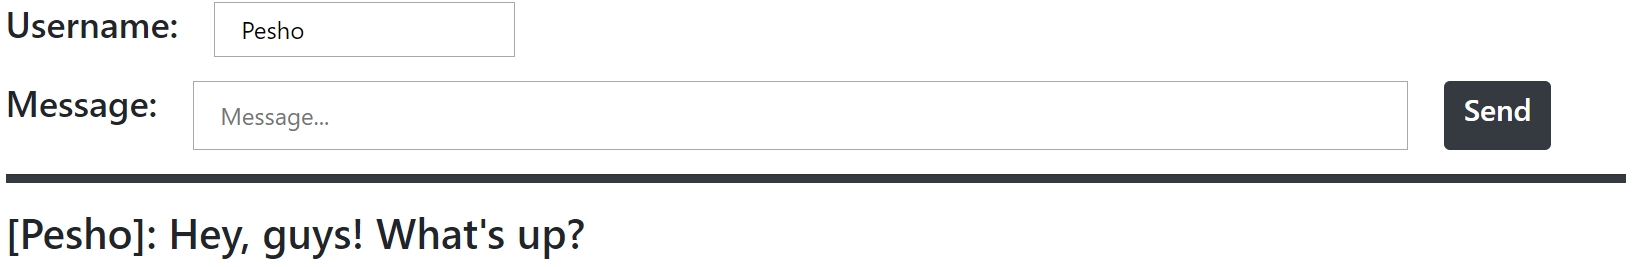 Username: Pesho
Message: Message... Send
[Pesho]: Hey, guys! What's up?